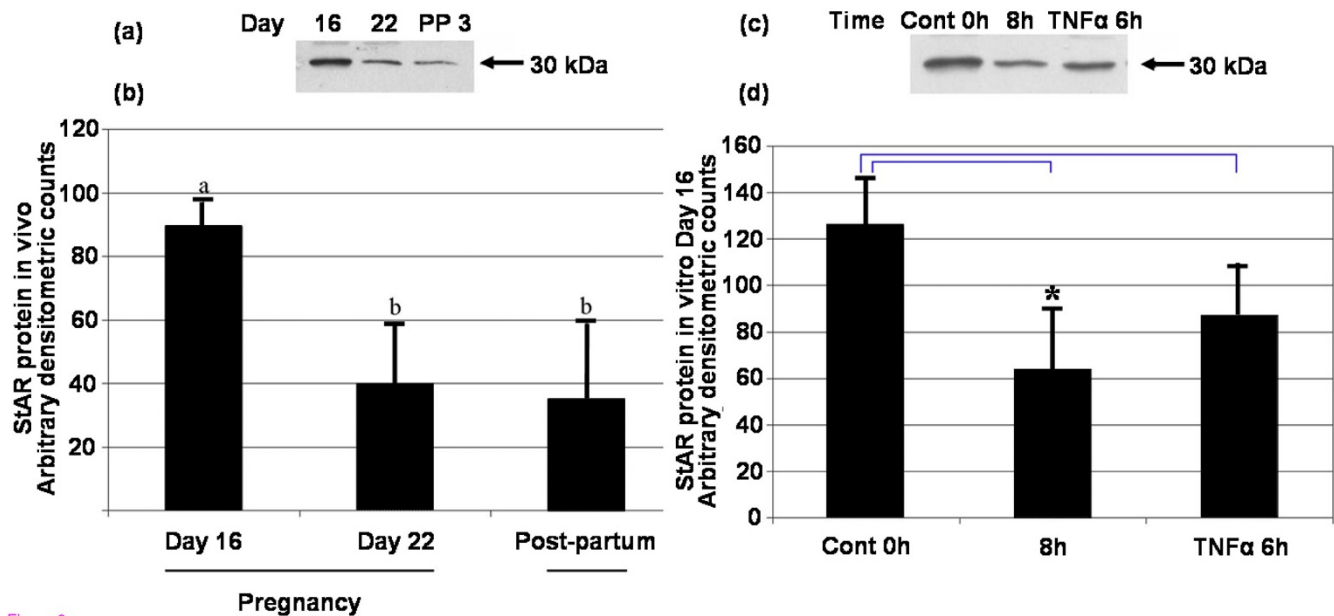 (a) Day 16 22 PP 3
30 kDa
(b)
120
100
80
60
40
20
StAR protein in vivo
Arbitrary densitometric counts
a
b
b
Day 16 Day 22 Post-partum
Pregnancy
(c) Time Cont 0h 8h TNFα 6h
30 kDa
(d)
160
140
120
100
80
60
40
20
0
StAR protein in vitro Day 16
Arbitrary densitometric counts
*
Cont 0h 8h TNFα 6h